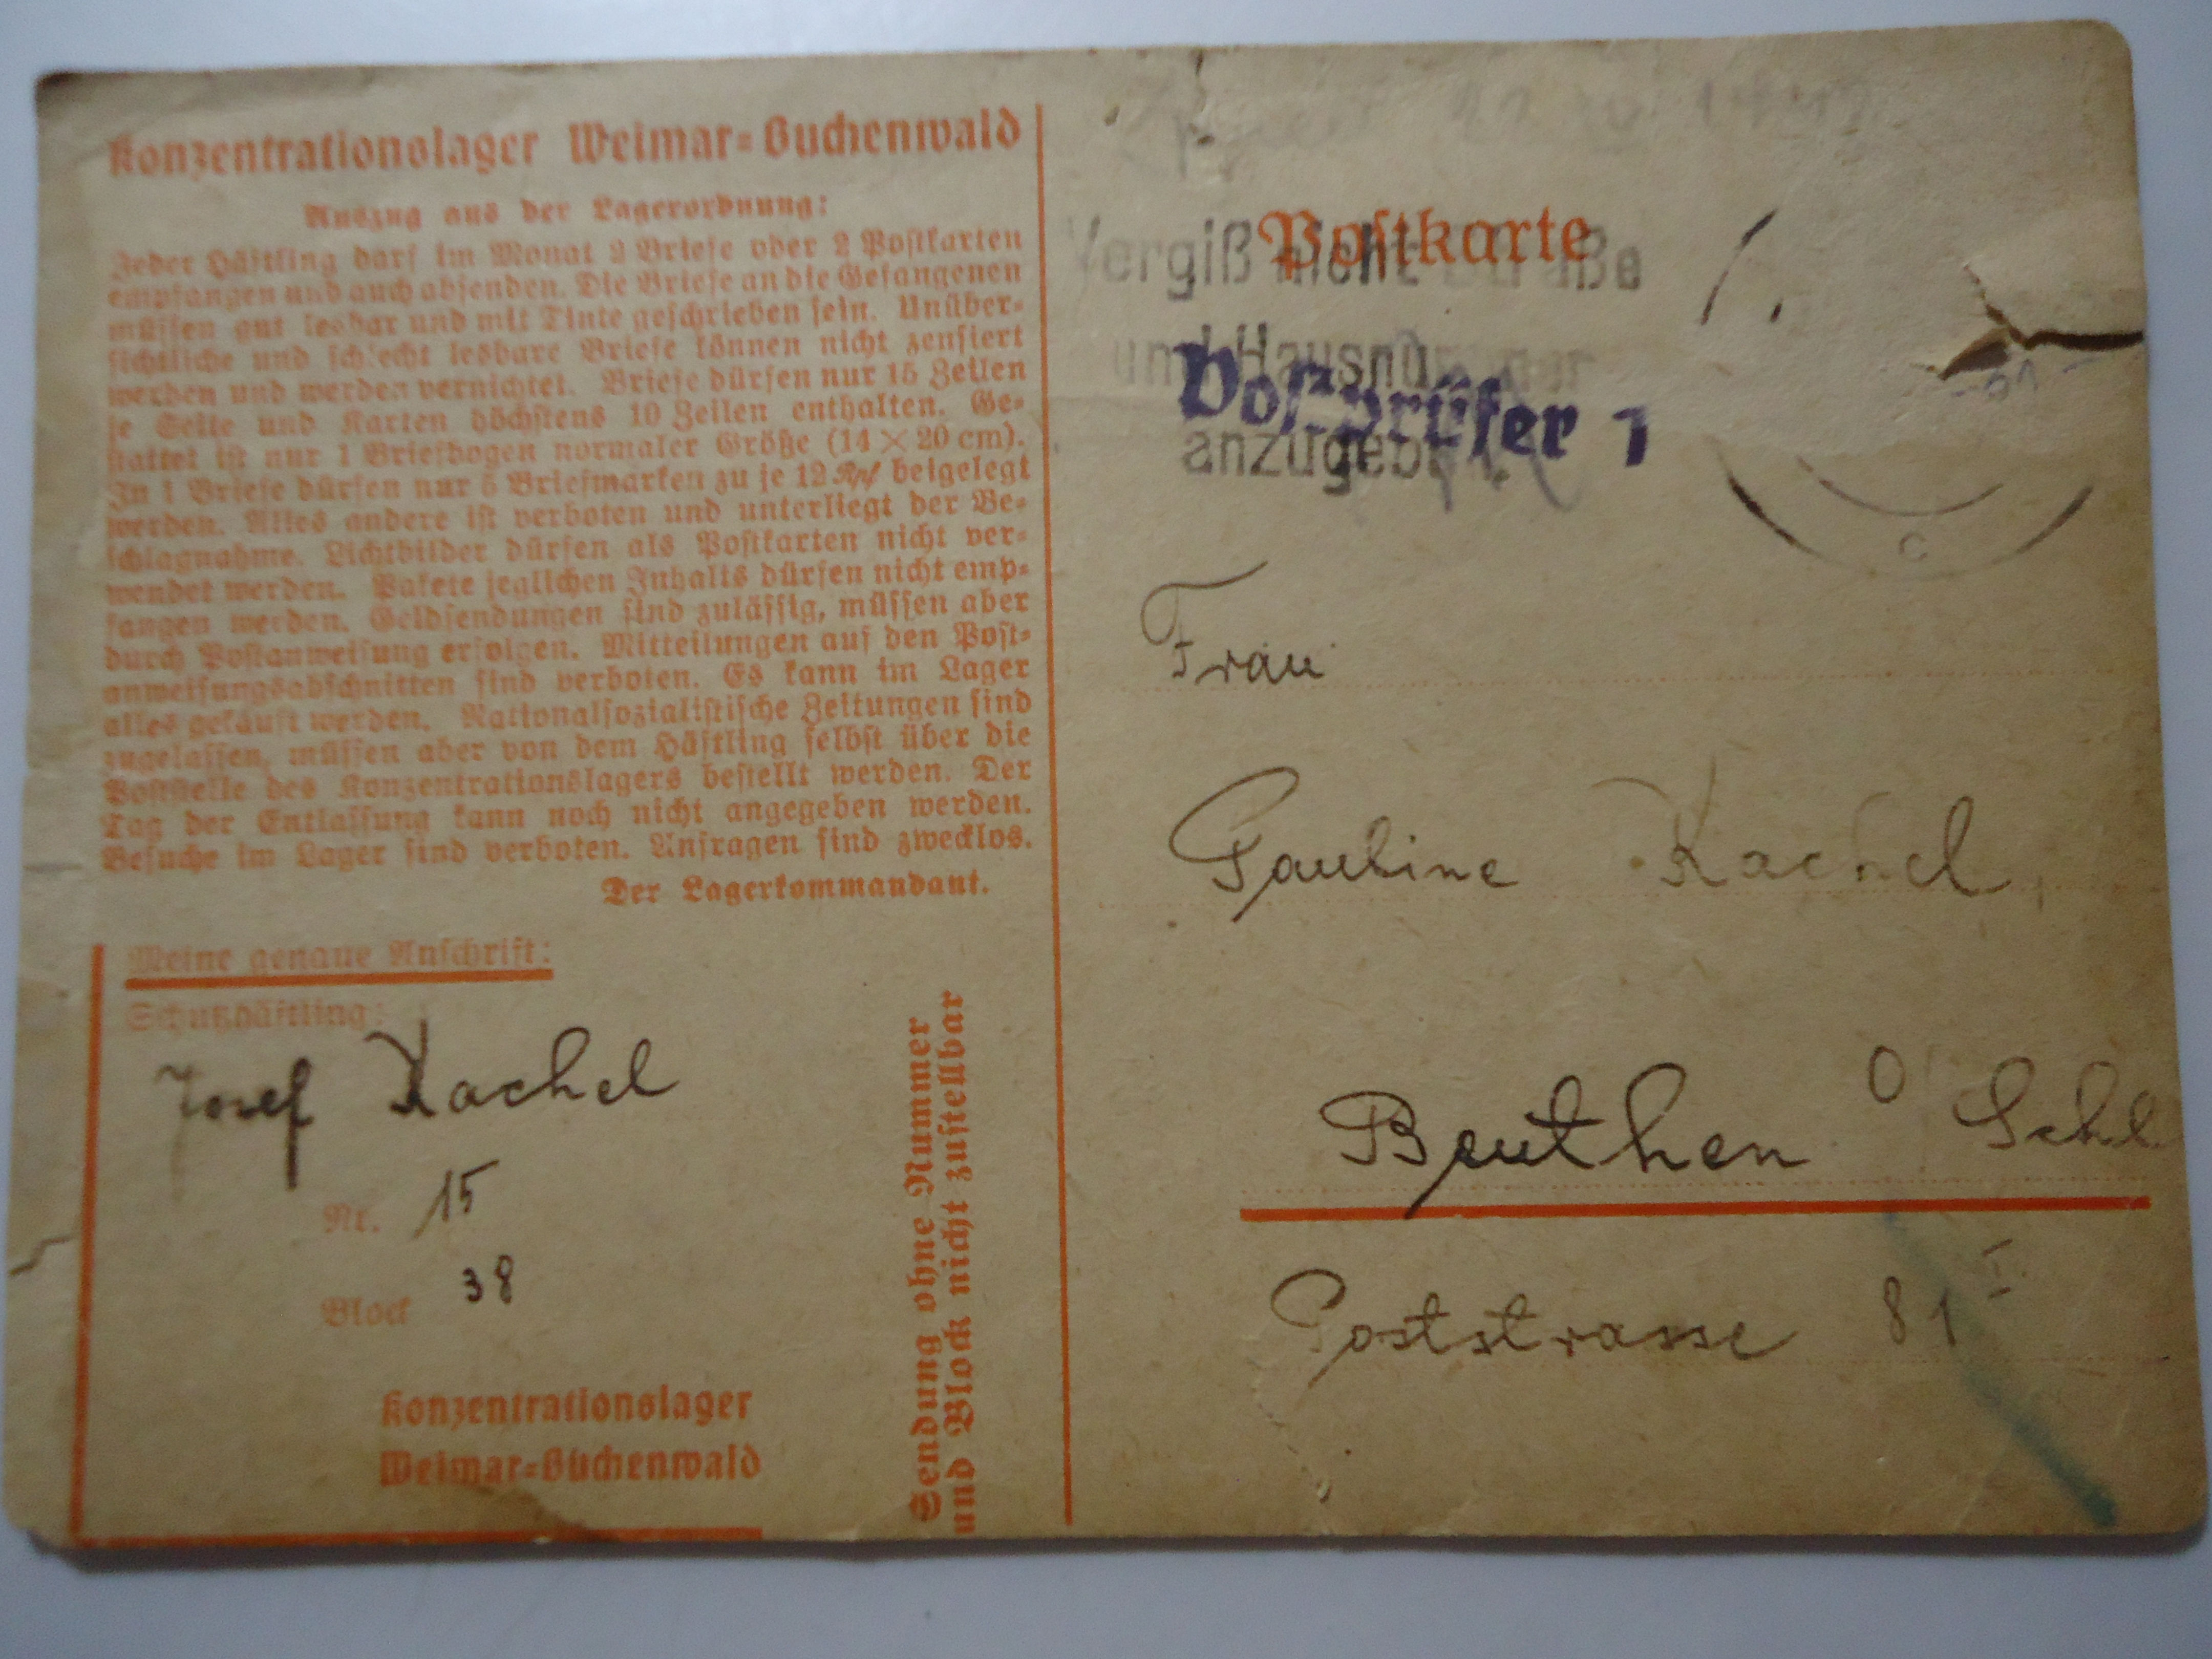 Konzentrationslager Weimar-Buchenwald
Auszug aus der Lagerordnung:
Jeder Häftling darf im Monat 2 Briefe oder 2 Postkarten
empfangen und auch absenden. Die Briefe an die Gefangenen
müssen gut lesbar und mit Tinte geschrieben sein. Unüber-
sichtliche und schlecht lesbare Briefe können nicht zensiert
werden und werden vernichtet. Briefe dürfen nur 15 Zeilen
je Seite und Karten höchstens 10 Zeilen enthalten. Ge-
stattet ist nur 1 Briefbogen normaler Größe (14 × 20 cm).
In 1 Briefe dürfen nur 5 Briefmarken zu je 12 Rpf beigelegt
werden. Alles andere ist verboten und unterliegt der Be-
schlagnahme. Lichtbilder dürfen als Postkarten nicht ver-
wendet werden. Pakete jeglichen Inhalts dürfen nicht emp-
fangen werden. Geldsendungen sind zulässig, müssen aber
durch Postanweisung erfolgen. Mitteilungen auf den Post-
anweisungsabschnitten sind verboten. Es kann im Lager
alles gekauft werden. Nationalsozialistische Zeitungen sind
zugelassen, müssen aber von dem Häftling selbst über die
Poststelle des Konzentrationslagers bestellt werden. Der
Tag der Entlassung kann noch nicht angegeben werden.
Besuche im Lager sind verboten. Anfragen sind zwecklos.
Der Lagerkommandant.
Meine genaue Anschrift:
Schutzhäftling:
Josef Kachel
Nr. 15
Block 38
Konzentrationslager
Weimar-Buchenwald
Sendung ohne Nummer
und Block nicht zustellbar
Postkarte
Vergiß nicht Straße
und Hausnummer
anzugeben
Postprüfer 1
Frau
Pauline Kachel,
Beuthen O/Schl
Poststrasse 81 I
C